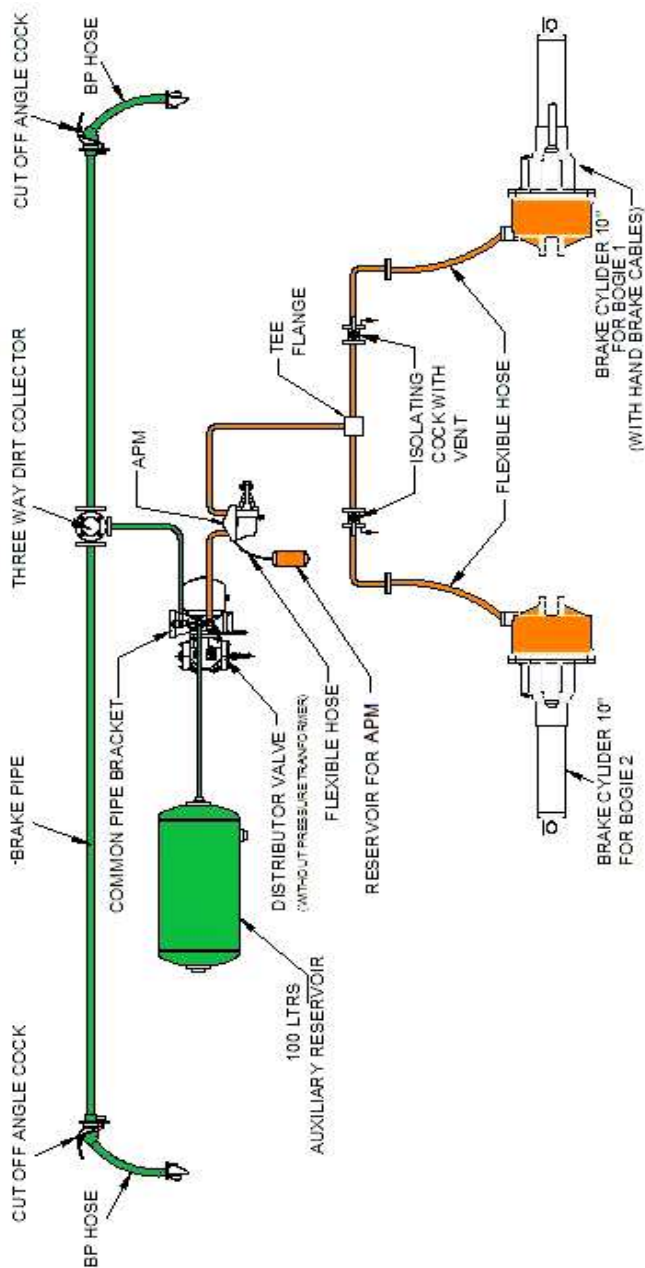 CUT OFF ANGLE COCK
BRAKE PIPE
THREE WAY DIRT COLLECTOR
CUT OFF ANGLE COCK
BP HOSE
BP HOSE
COMMON PIPE BRACKET
APM
TEE
FLANGE
100 LTRS
AUXILIARY RESERVOIR
DISTRIBUTOR VALVE
(WITHOUT PRESSURE TRANFORMER)
FLEXIBLE HOSE
RESERVOIR FOR APM
ISOLATING
COCK WITH
VENT
FLEXIBLE HOSE
BRAKE CYLIDER 10"
FOR BOGIE 2
BRAKE CYLIDER 10"
FOR BOGIE 1
(WITH HAND BRAKE CABLES)